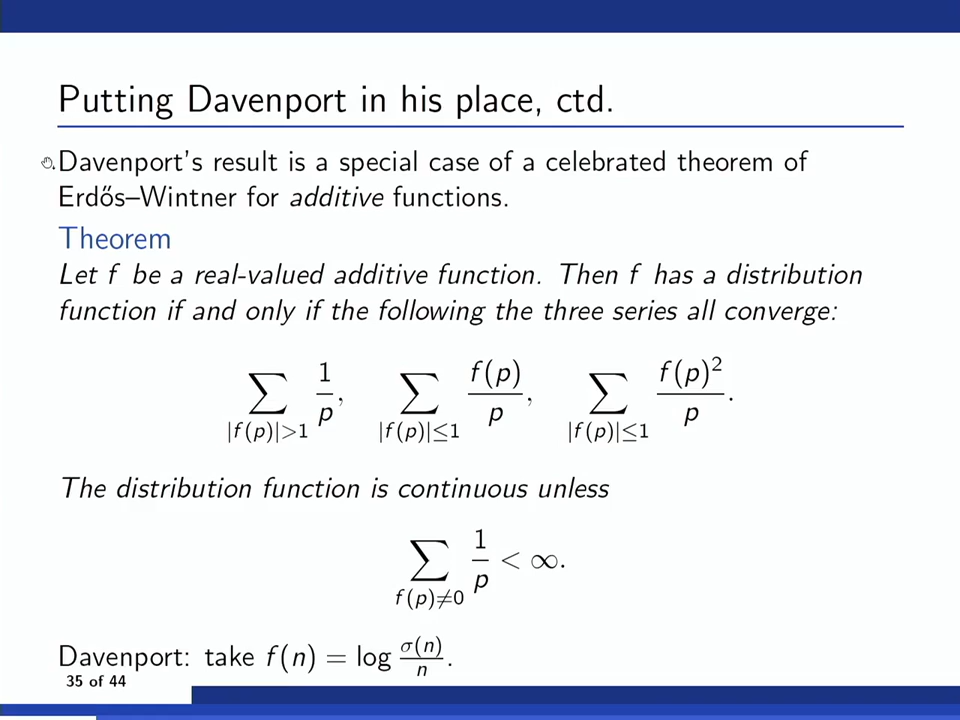 Putting Davenport in his place, ctd.
Davenport's result is a special case of a celebrated theorem of
Erdős–Wintner for additive functions.
Theorem
Let f be a real-valued additive function. Then f has a distribution
function if and only if the following the three series all converge:
∑_{|f(p)|>1} 1/p, ∑_{|f(p)|≤1} f(p)/p, ∑_{|f(p)|≤1} f(p)²/p.
The distribution function is continuous unless
∑_{f(p)≠0} 1/p < ∞.
Davenport: take f(n) = log σ(n)/n.
35 of 44